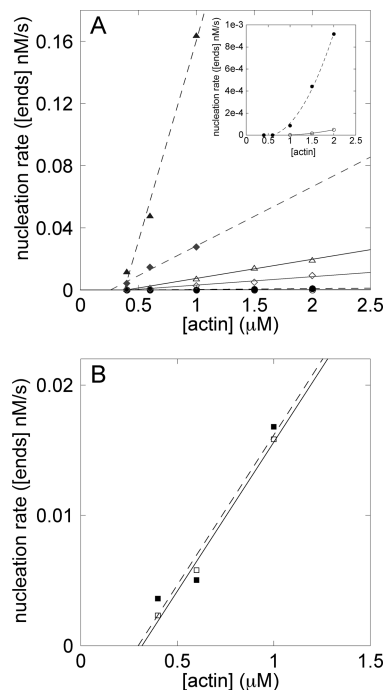 A
nucleation rate ([ends] nM/s)
0.16
0.12
0.08
0.04
0
0
0.5
1
1.5
2
2.5
[actin] (μM)
nucleation rate ([ends] nM/s)
1e-3
8e-4
6e-4
4e-4
2e-4
0
0 0.5 1 1.5 2 2.5
[actin]
B
nucleation rate ([ends] nM/s)
0.02
0.01
0
0
0.5
1
[actin] (μM)